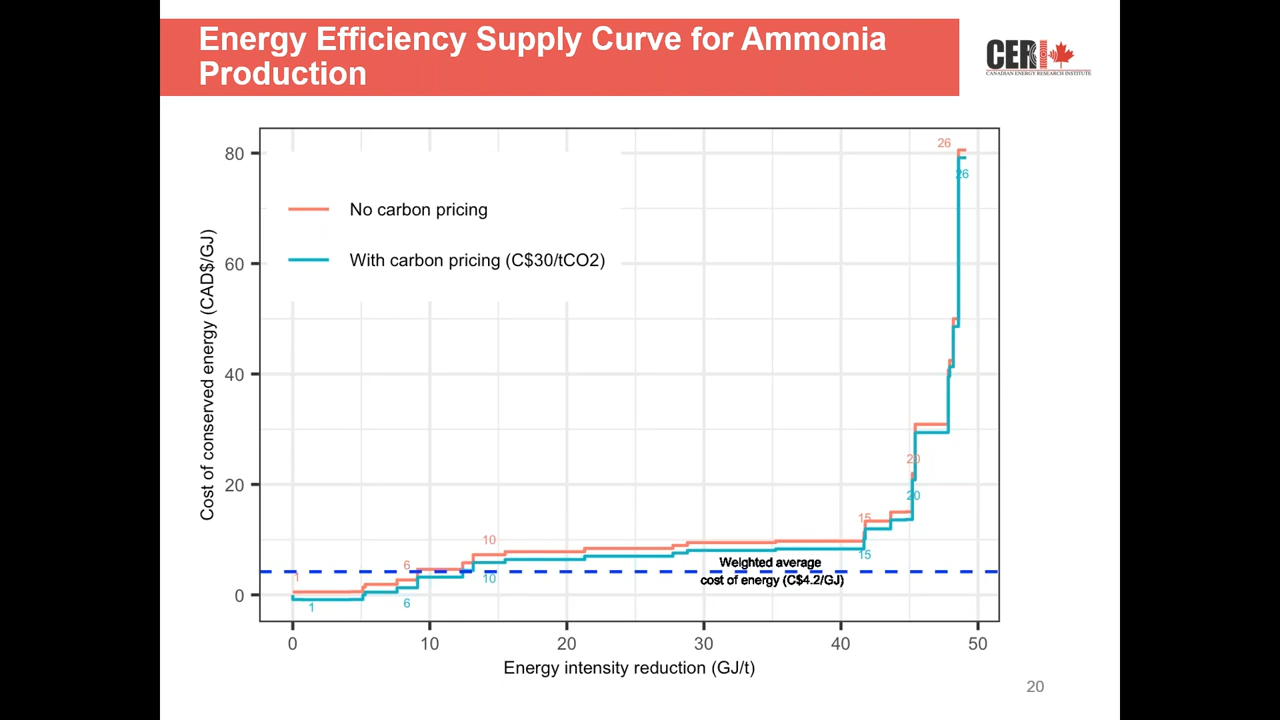 Energy Efficiency Supply Curve for Ammonia
Production
CERI
CANADIAN ENERGY RESEARCH INSTITUTE
Cost of conserved energy (CAD$/GJ)
80
60
40
20
0
No carbon pricing
With carbon pricing (C$30/tCO2)
26
26
20
20
15
15
10
10
6
6
1
1
Weighted average
cost of energy (C$4.2/GJ)
0
10
20
30
40
50
Energy intensity reduction (GJ/t)
20